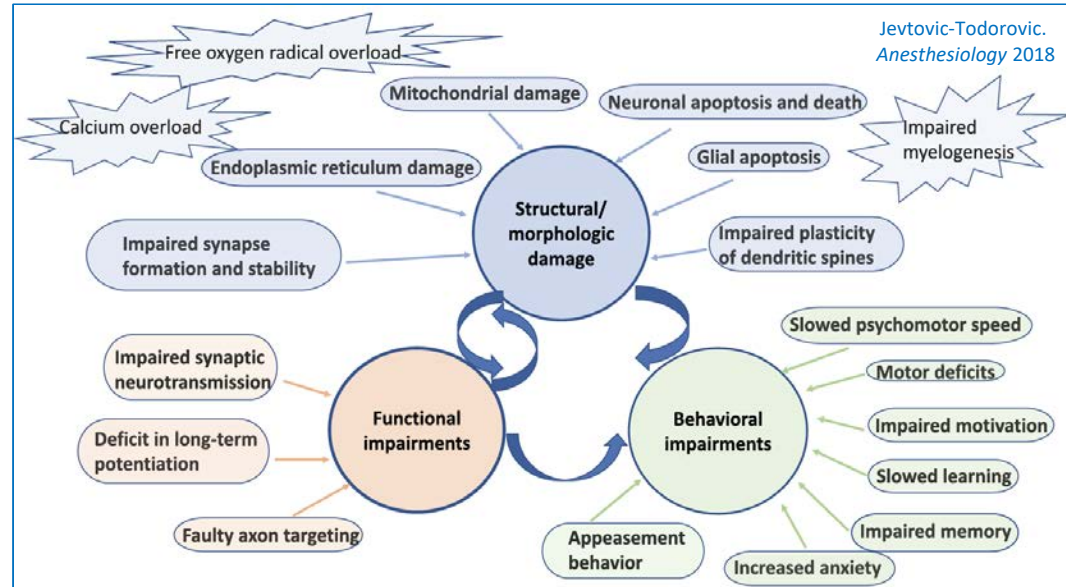 Jevtovic-Todorovic.
Anesthesiology 2018
Free oxygen radical overload
Calcium overload
Mitochondrial damage
Neuronal apoptosis and death
Impaired
myelogenesis
Endoplasmic reticulum damage
Glial apoptosis
Structural/
morphologic
damage
Impaired synapse
formation and stability
Impaired plasticity
of dendritic spines
Impaired synaptic
neurotransmission
Deficit in long-term
potentiation
Faulty axon targeting
Functional
impairments
Behavioral
impairments
Slowed psychomotor speed
Motor deficits
Impaired motivation
Slowed learning
Impaired memory
Increased anxiety
Appeasement
behavior